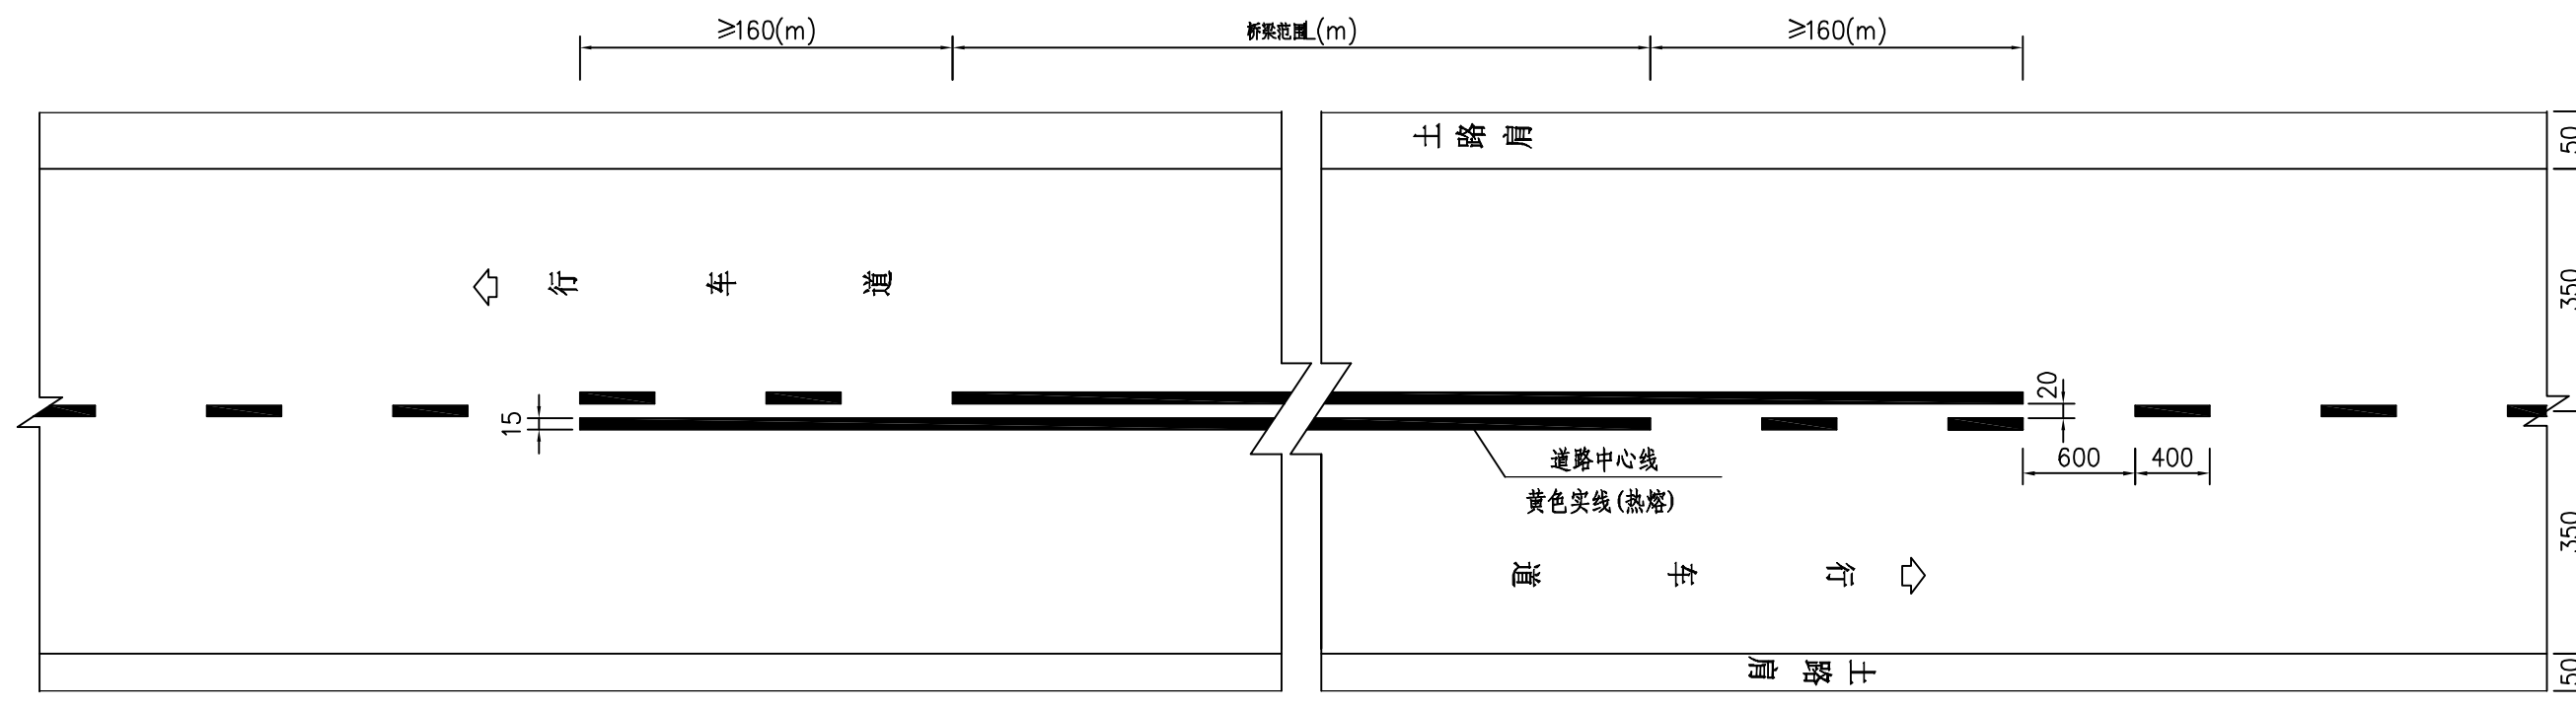 ≥160(m)
桥梁范围L(m)
≥160(m)
土路肩
50
350
行车道
20
15
600
400
道路中心线
黄色实线(热熔)
350
道车行
肩路土
50